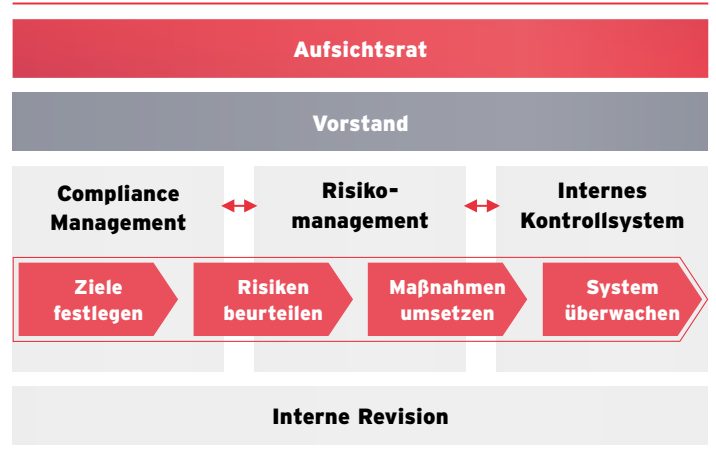 Aufsichtsrat
Vorstand
Compliance
Management
Risiko-
management
Internes
Kontrollsystem
Ziele
festlegen
Risiken
beurteilen
Maßnahmen
umsetzen
System
überwachen
Interne Revision